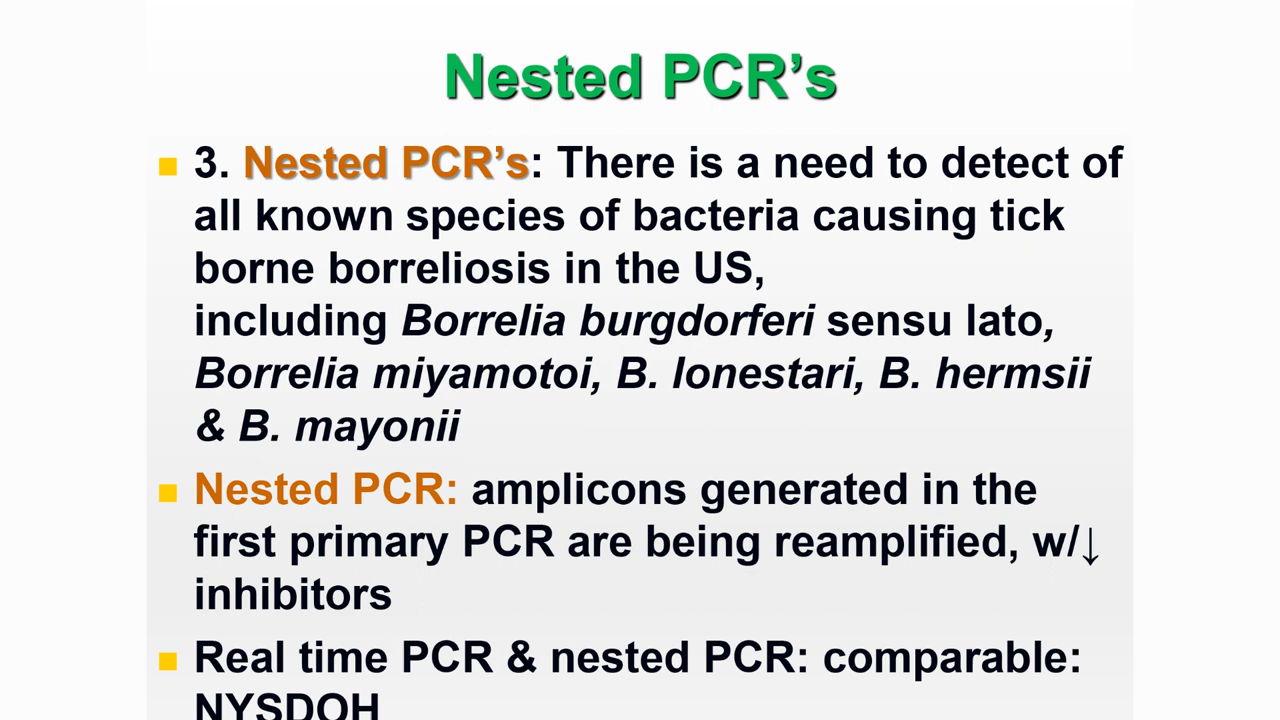 Nested PCR’s
3. Nested PCR’s: There is a need to detect of
all known species of bacteria causing tick
borne borreliosis in the US,
including Borrelia burgdorferi sensu lato,
Borrelia miyamotoi, B. lonestari, B. hermsii
& B. mayonii
Nested PCR: amplicons generated in the
first primary PCR are being reamplified, w/↓
inhibitors
Real time PCR & nested PCR: comparable:
NYSDOH